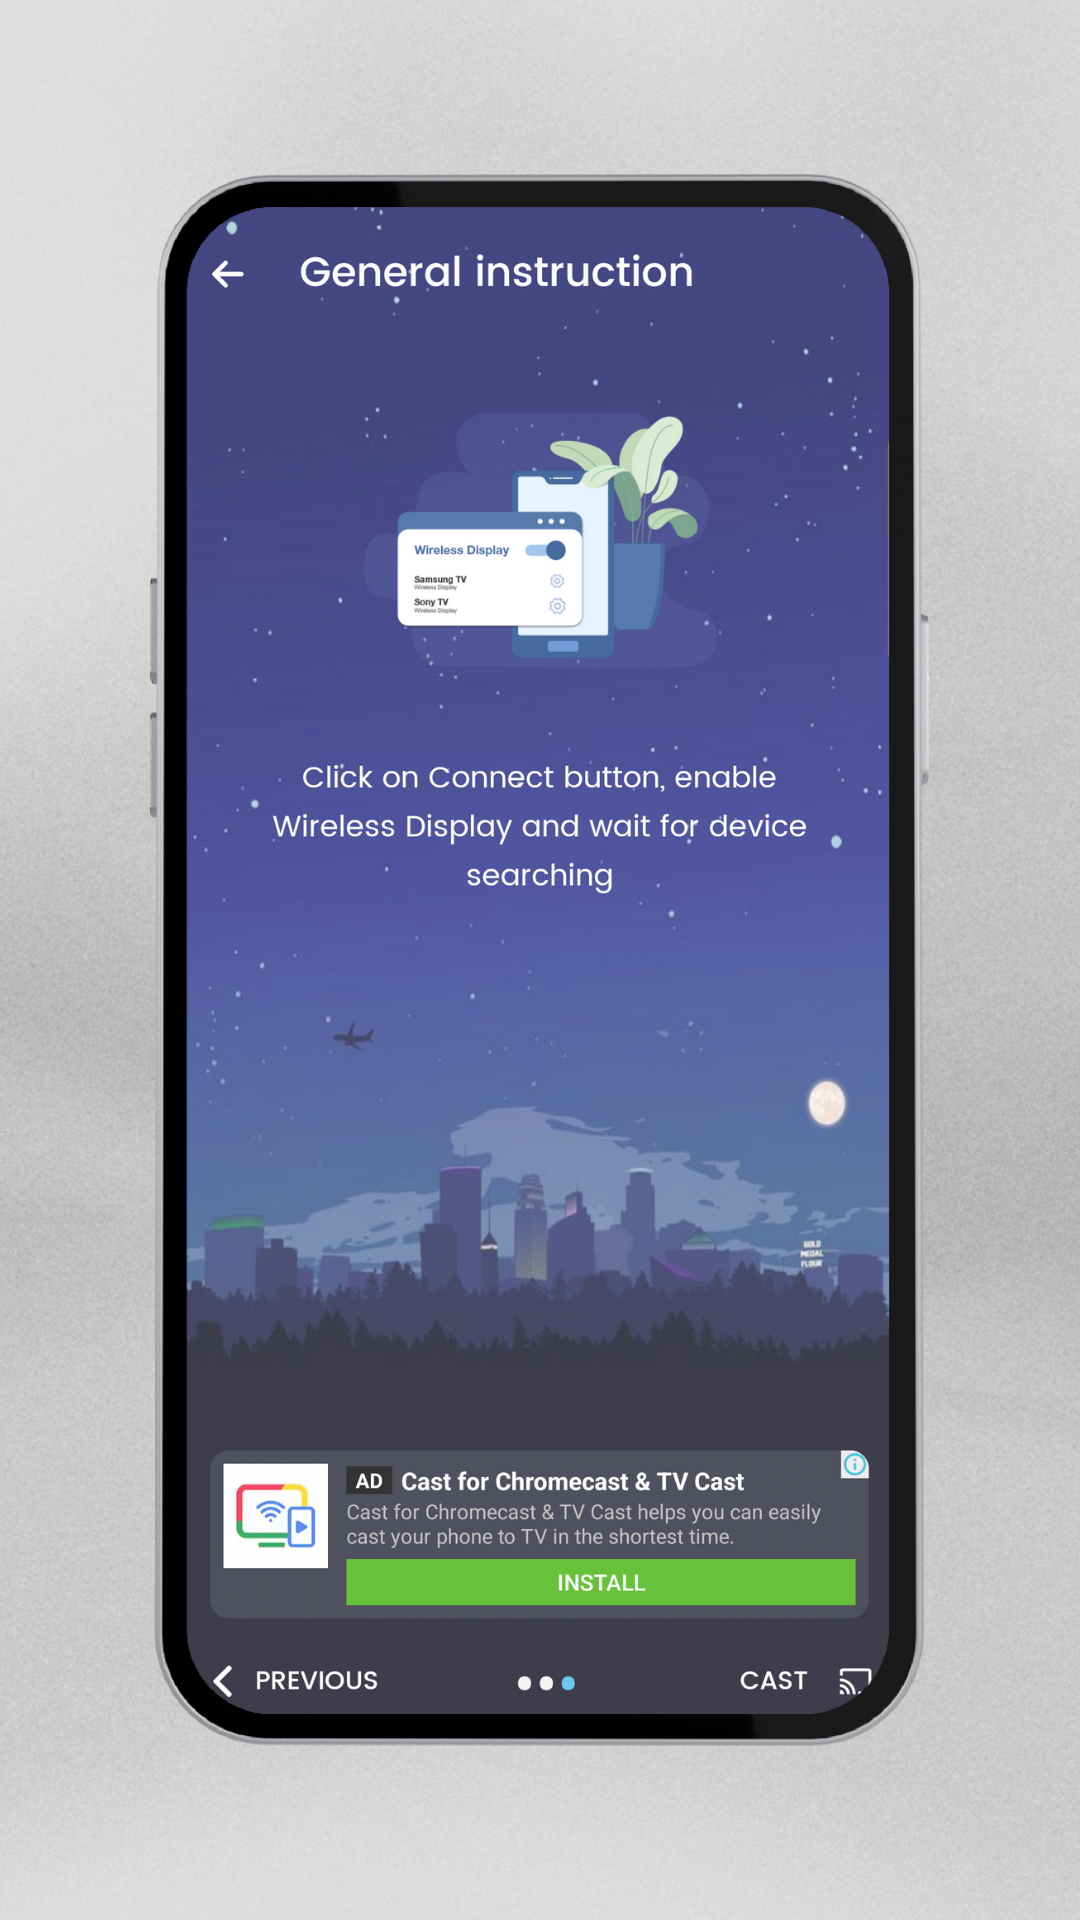 General instruction
Wireless Display
Samsung TV
Wireless Display
Sony TV
Wireless Display
Click on Connect button, enable
Wireless Display and wait for device
searching
GOLD
MEDAL
FLOUR
AD Cast for Chromecast & TV Cast
Cast for Chromecast & TV Cast helps you can easily
cast your phone to TV in the shortest time.
INSTALL
PREVIOUS
CAST